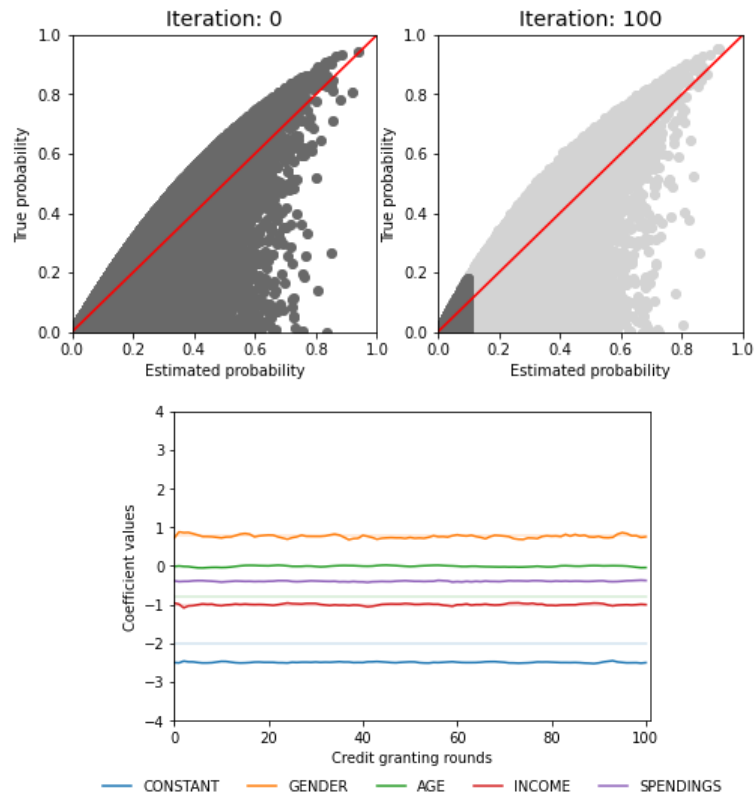 Iteration: 0
1.0
0.8
0.6
0.4
0.2
0.0
True probability
0.0 0.2 0.4 0.6 0.8 1.0
Estimated probability
Iteration: 100
1.0
0.8
0.6
0.4
0.2
0.0
True probability
0.0 0.2 0.4 0.6 0.8 1.0
Estimated probability
4
3
2
1
0
−1
−2
−3
−4
Coefficient values
0 20 40 60 80 100
Credit granting rounds
CONSTANT GENDER AGE INCOME SPENDINGS